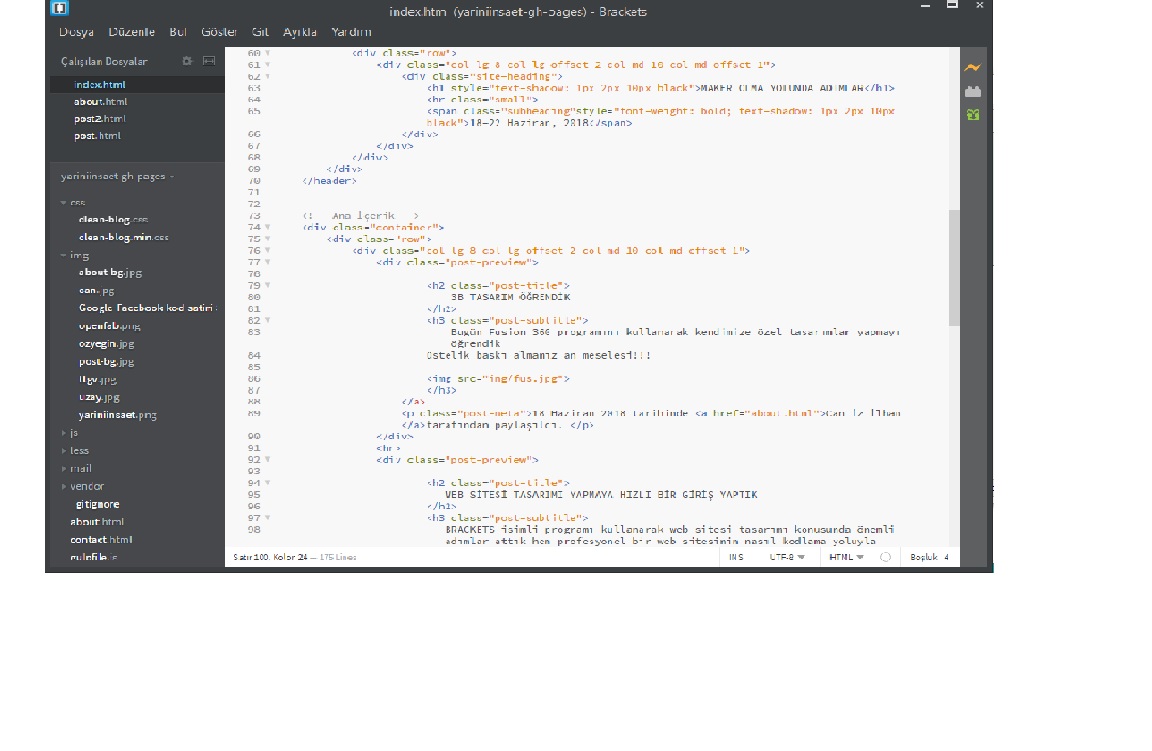 index.htm (yariniinsaet-gh-pages) - Brackets
Dosya Düzenle Bul Göster Git Ayıkla Yardım
Çalışılan Dosyalar
index.html
about.html
post2.html
post.html
yariniinsaet-gh-pages
css
clean-blog.css
clean-blog.min.css
img
about-bg.jpg
can.jpg
Google-Facebook-kod-satiri
openfab.png
ozyegin.jpg
post-bg.jpg
ttgv.jpg
uzay.jpg
yariniinsaet.png
js
less
mail
vendor
.gitignore
about.html
contact.html
gulpfile.js
60 <div class="row">
61 <div class="col-lg-8 col-lg-offset-2 col-md-10 col-md-offset-1">
62 <div class="site-heading">
63 <h1 style="text-shadow: 1px 2px 10px black">MAKER OLMA YOLUNDA ADIMLAR</h1>
64 <hr class="small">
65 <span class="subheading"style="font-weight: bold; text-shadow: 1px 2px 10px
black">18-22 Haziran, 2018</span>
66 </div>
67 </div>
68 </div>
69 </div>
70 </header>
71
72
73 <!-- Ana İçerik -->
74 <div class="container">
75 <div class="row">
76 <div class="col-lg-8 col-lg-offset-2 col-md-10 col-md-offset-1">
77 <div class="post-preview">
78
79 <h2 class="post-title">
80 3B TASARIM ÖĞRENDİK
81 </h2>
82 <h3 class="post-subtitle">
83 Bugün Fusion 360 programını kullanarak kendimize özel tasarımlar yapmayı
öğrendik
84 Üstelik baskı almanız an meselesi!!!
85
86 <img src="img/fus.jpg">
87 </h3>
88 </a>
89 <p class="post-meta">18 Haziran 2018 tarihinde <a href="about.html">Can İz İlhan
</a>tarafından paylaşıldı. </p>
90 </div>
91 <hr>
92 <div class="post-preview">
93
94 <h2 class="post-title">
95 WEB SİTESİ TASARIMI YAPMAYA HIZLI BİR GİRİŞ YAPTIK
96 </h2>
97 <h3 class="post-subtitle">
98 BRACKETS isimli programı kullanarak web sitesi tasarımı konusunda önemli
adımlar attık hem profesyonel bir web sitesinin nasıl kodlama yoluyla
Satır 100, Kolon 24 — 175 Lines INS UTF-8 HTML Boşluk 4